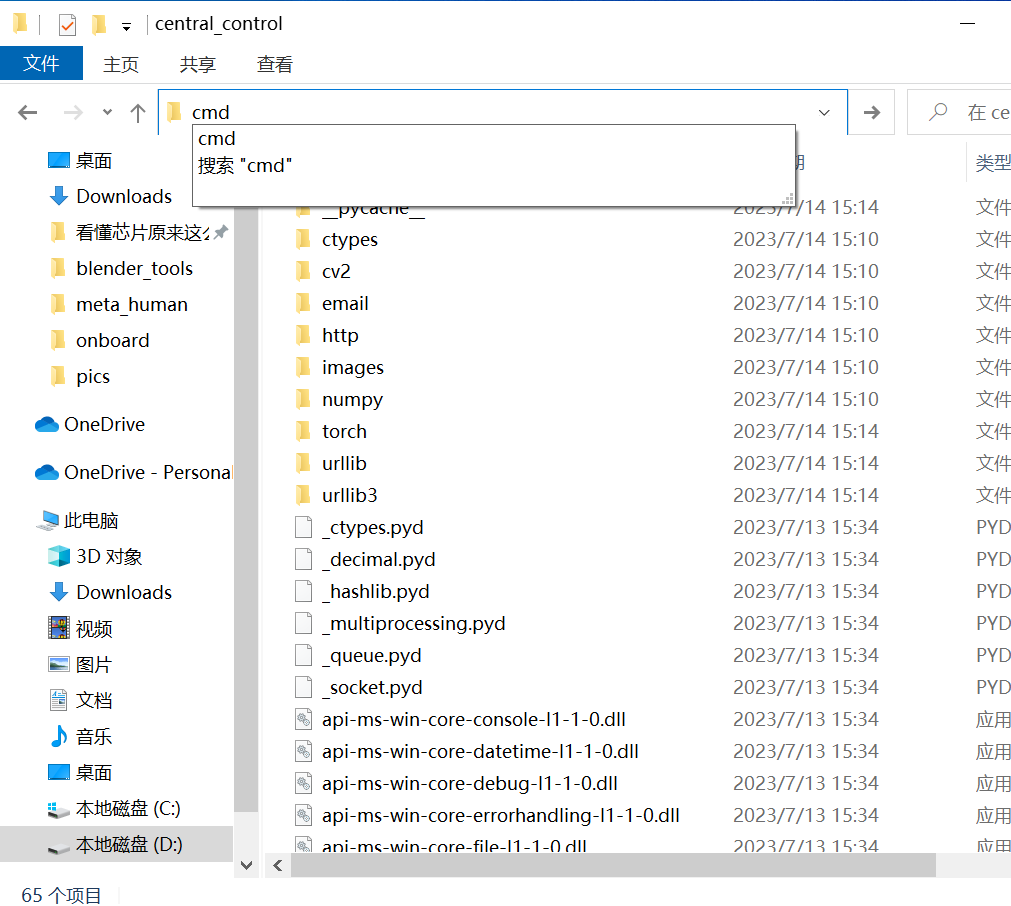 central_control
文件 主页 共享 查看
cmd 在 ce
cmd
搜索 "cmd"
期 类型
桌面
Downloads
看懂芯片原来这么
blender_tools
meta_human
onboard
pics
OneDrive
OneDrive - Personal
此电脑
3D 对象
Downloads
视频
图片
文档
音乐
桌面
本地磁盘 (C:)
本地磁盘 (D:)
__pycache__ 2023/7/14 15:14 文件
ctypes 2023/7/14 15:10 文件
cv2 2023/7/14 15:10 文件
email 2023/7/14 15:10 文件
http 2023/7/14 15:10 文件
images 2023/7/14 15:10 文件
numpy 2023/7/14 15:10 文件
torch 2023/7/14 15:14 文件
urllib 2023/7/14 15:14 文件
urllib3 2023/7/14 15:14 文件
_ctypes.pyd 2023/7/13 15:34 PYD
_decimal.pyd 2023/7/13 15:34 PYD
_hashlib.pyd 2023/7/13 15:34 PYD
_multiprocessing.pyd 2023/7/13 15:34 PYD
_queue.pyd 2023/7/13 15:34 PYD
_socket.pyd 2023/7/13 15:34 PYD
api-ms-win-core-console-l1-1-0.dll 2023/7/13 15:34 应用
api-ms-win-core-datetime-l1-1-0.dll 2023/7/13 15:34 应用
api-ms-win-core-debug-l1-1-0.dll 2023/7/13 15:34 应用
api-ms-win-core-errorhandling-l1-1-0.dll 2023/7/13 15:34 应用
api-ms-win-core-file-l1-1-0.dll 2023/7/13 15:34 应用
65 个项目